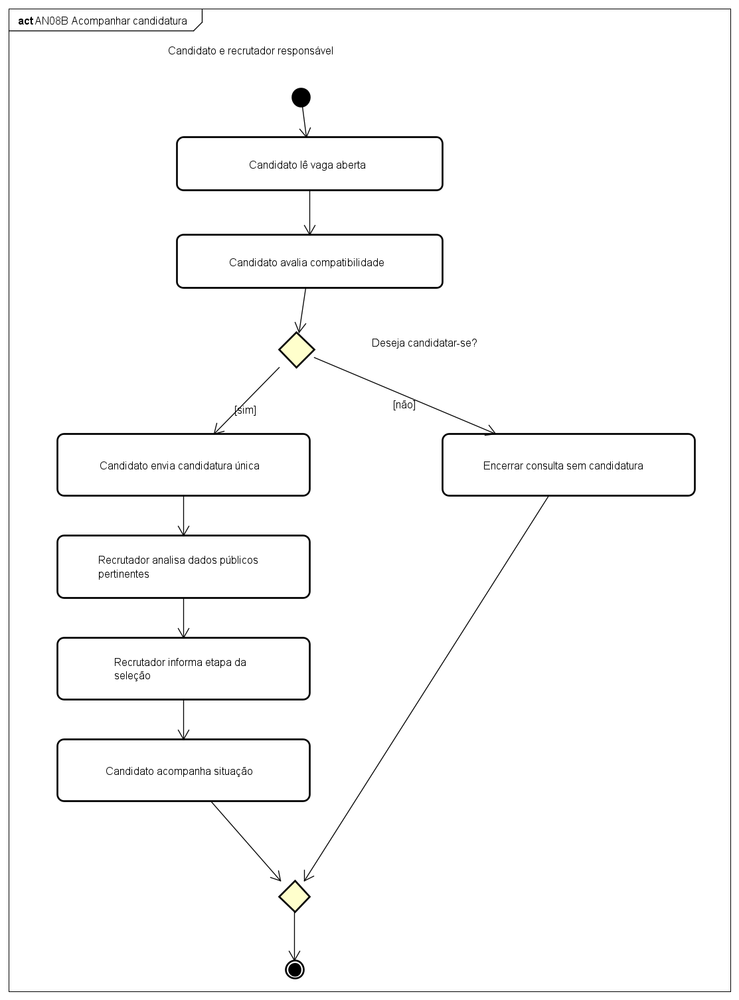 act AN08B Acompanhar candidatura
Candidato e recrutador responsável
Candidato lê vaga aberta
Candidato avalia compatibilidade
Deseja candidatar-se?
[sim]
[não]
Candidato envia candidatura única
Encerrar consulta sem candidatura
Recrutador analisa dados públicos
pertinentes
Recrutador informa etapa da
seleção
Candidato acompanha situação